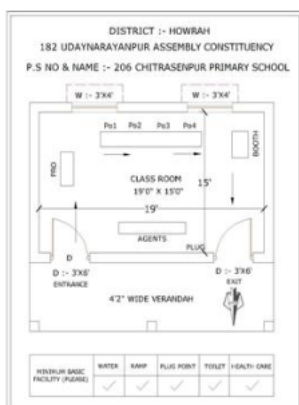 DISTRICT :- HOWRAH
182 UDAYNARAYANPUR ASSEMBLY CONSTITUENCY
P.S NO & NAME :- 206 CHITRASENPUR PRIMARY SCHOOL
W :- 3'X4' W :- 3'X4'
Po1 Po2 Po3 Po4
BOOTH
PRO
CLASS ROOM
19'0" X 15'0"
15'
19'
AGENTS
PLUG
D D
D :- 3'X6' D :- 3'X6'
ENTRANCE EXIT
4'2" WIDE VERANDAH
MINIMUM BASIC FACILITY (PLEASE) WATER RAMP PLUG POINT TOILET HEALTH CARE
✓ ✓ ✓ ✓ ✓